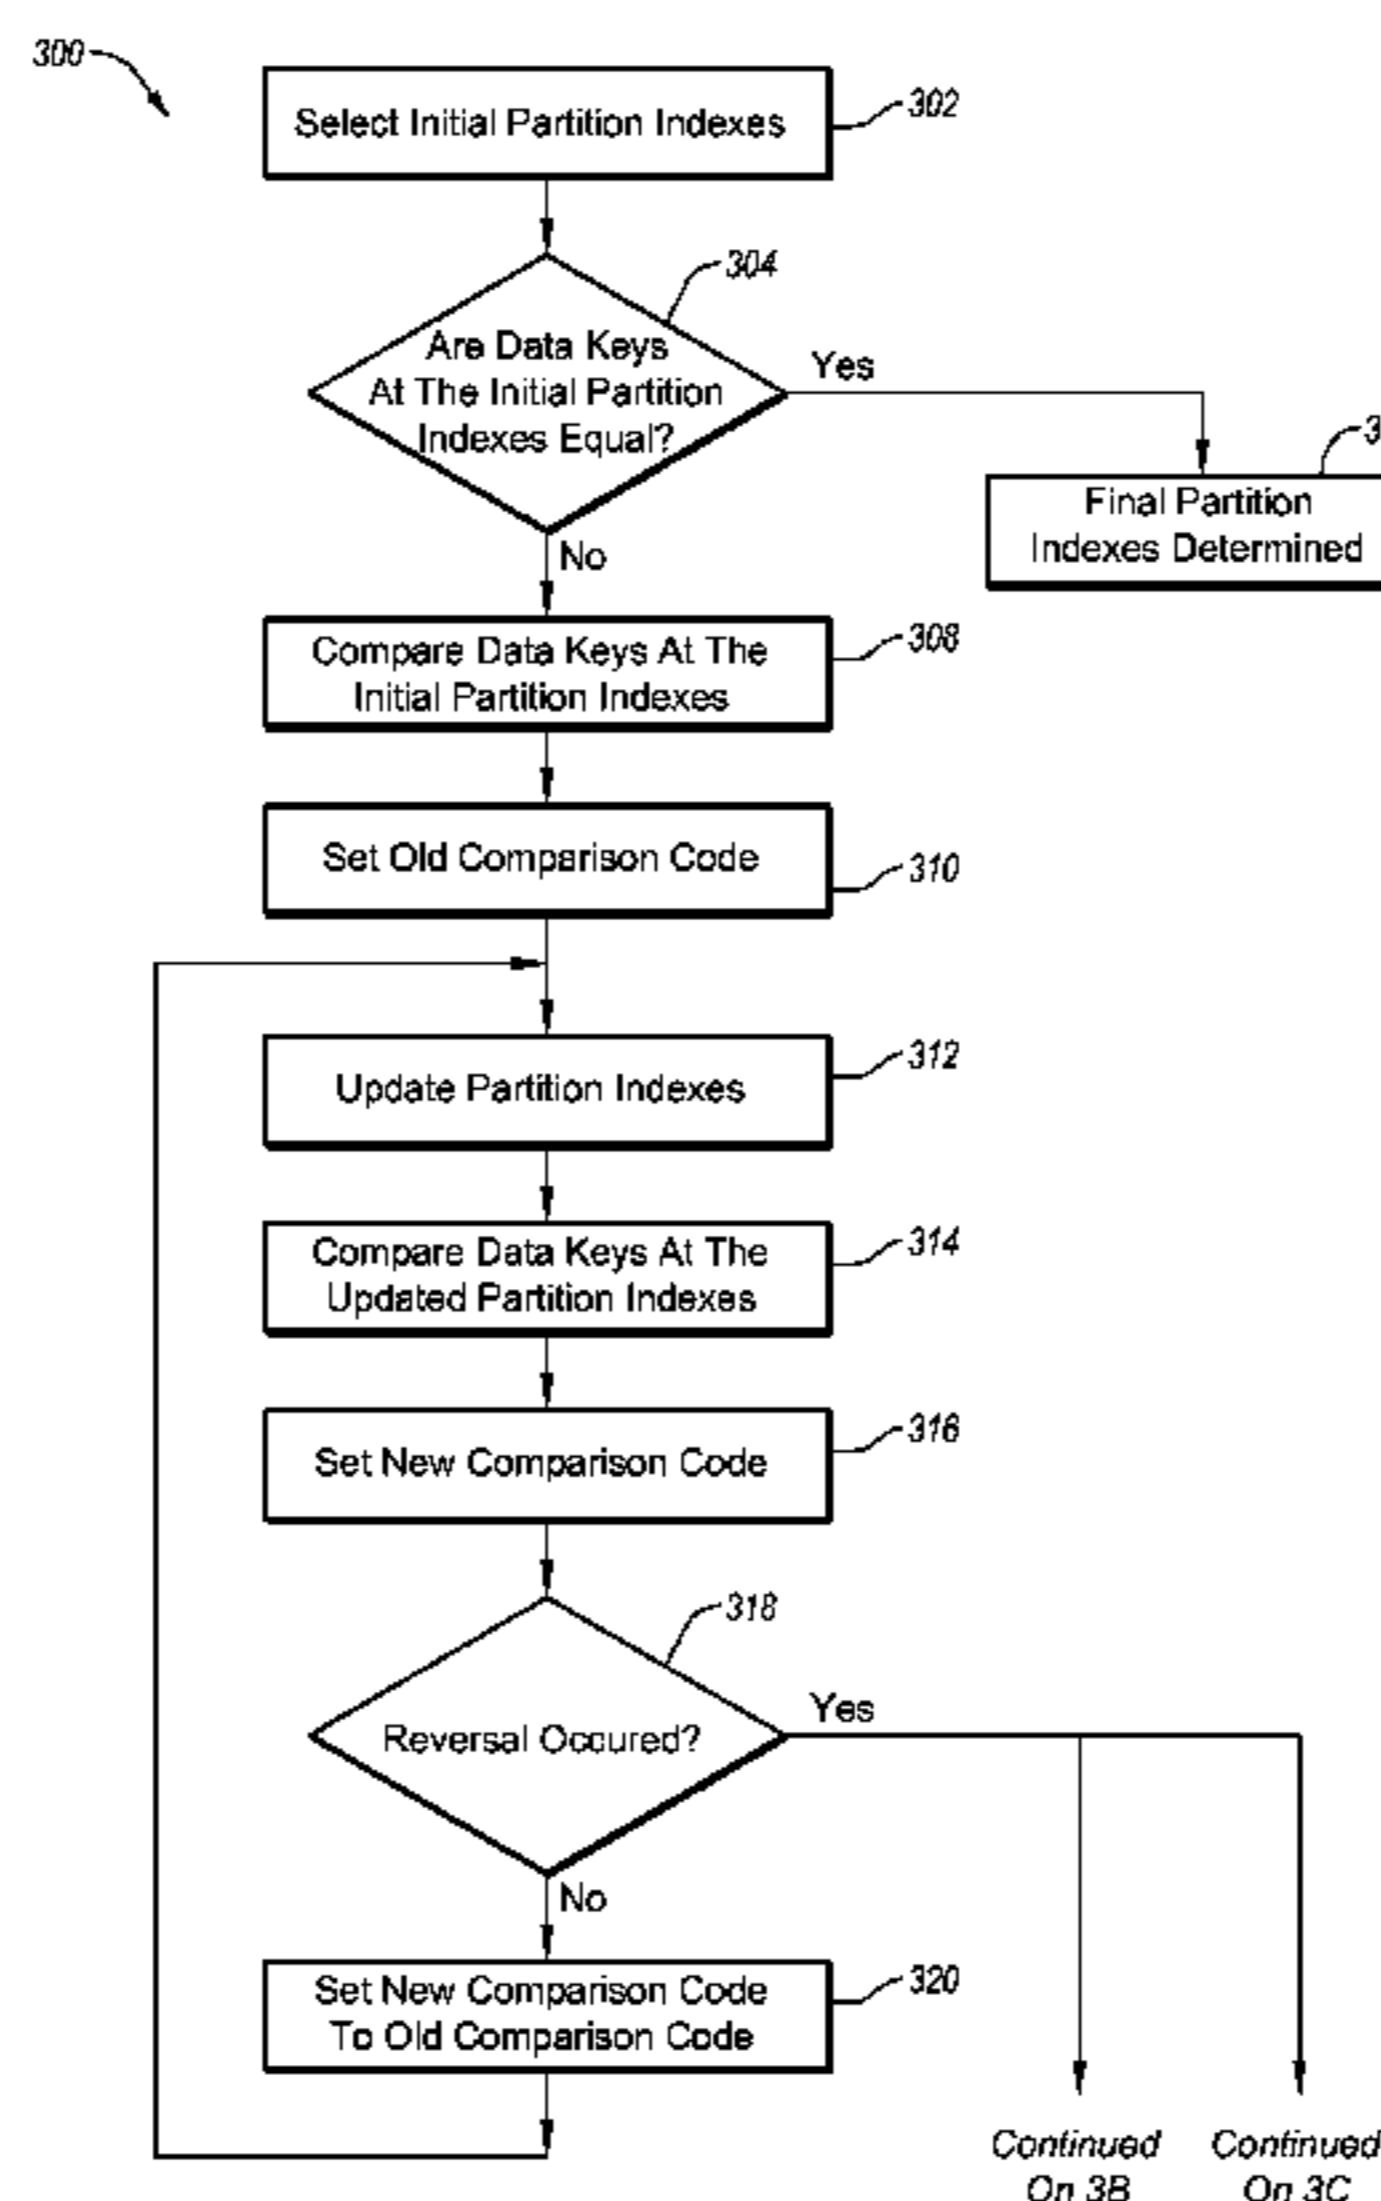 300
Select Initial Partition Indexes
302
304
Are Data Keys
At The Initial Partition
Indexes Equal?
Yes
Final Partition
Indexes Determined
No
Compare Data Keys At The
Initial Partition Indexes
308
Set Old Comparison Code
310
Update Partition Indexes
312
Compare Data Keys At The
Updated Partition Indexes
314
Set New Comparison Code
316
318
Reversal Occured?
Yes
No
Set New Comparison Code
To Old Comparison Code
320
Continued
On 3B
Continued
On 3C